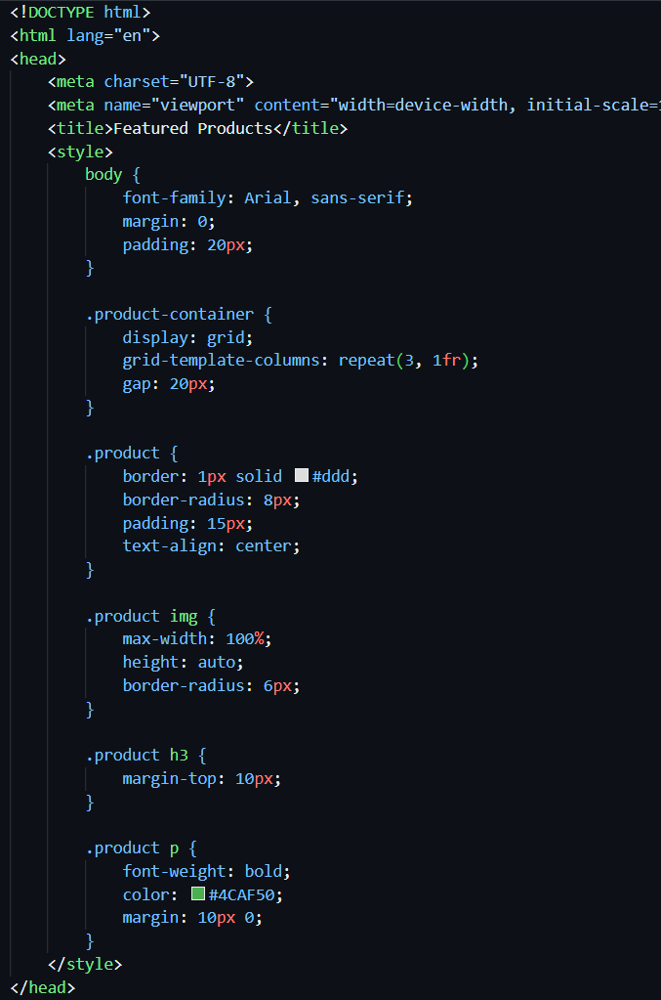 <!DOCTYPE html>
<html lang="en">
<head>
    <meta charset="UTF-8">
    <meta name="viewport" content="width=device-width, initial-scale=1
    <title>Featured Products</title>
    <style>
        body {
            font-family: Arial, sans-serif;
            margin: 0;
            padding: 20px;
        }

        .product-container {
            display: grid;
            grid-template-columns: repeat(3, 1fr);
            gap: 20px;
        }

        .product {
            border: 1px solid #ddd;
            border-radius: 8px;
            padding: 15px;
            text-align: center;
        }

        .product img {
            max-width: 100%;
            height: auto;
            border-radius: 6px;
        }

        .product h3 {
            margin-top: 10px;
        }

        .product p {
            font-weight: bold;
            color: #4CAF50;
            margin: 10px 0;
        }
    </style>
</head>